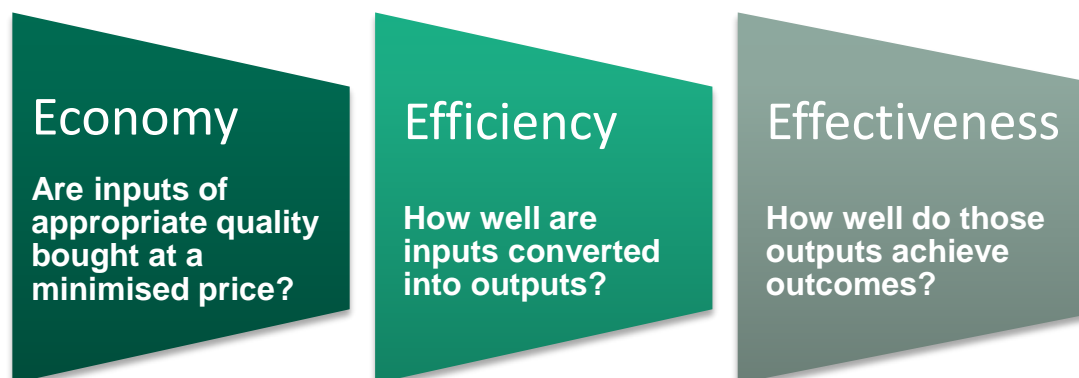 Economy
Are inputs of
appropriate quality
bought at a
minimised price?
Efficiency
How well are
inputs converted
into outputs?
Effectiveness
How well do those
outputs achieve
outcomes?